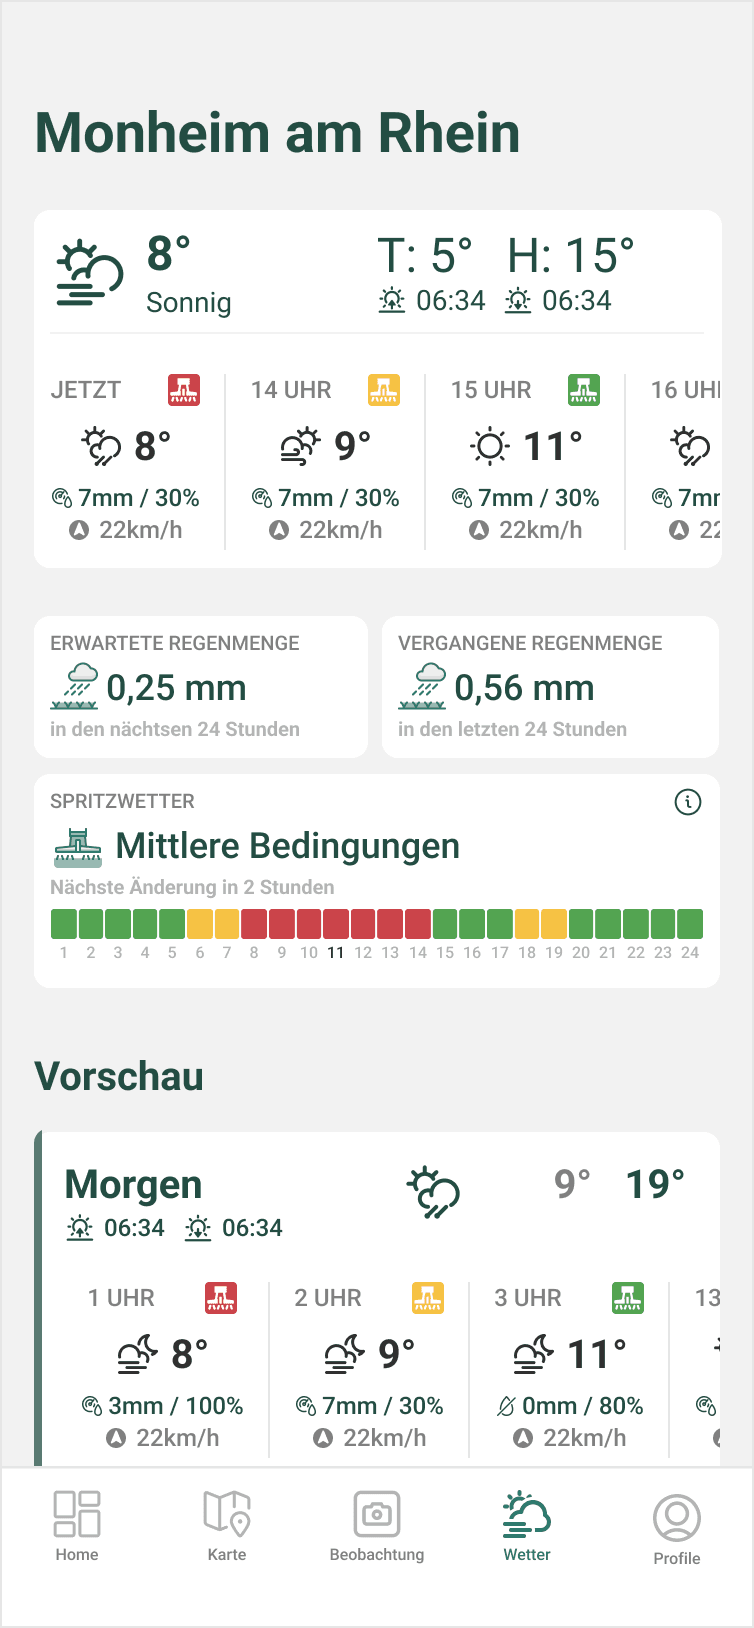 Monheim am Rhein
8°
Sonnig
T: 5° H: 15°
06:34 06:34
JETZT 14 UHR 15 UHR 16 UH
8° 9° 11°
7mm / 30% 7mm / 30% 7mm / 30% 7m
22km/h 22km/h 22km/h 22
ERWARTETE REGENMENGE
0,25 mm
in den nächtsen 24 Stunden
VERGANGENE REGENMENGE
0,56 mm
in den letzten 24 Stunden
SPRITZWETTER
Mittlere Bedingungen
Nächste Änderung in 2 Stunden
1 2 3 4 5 6 7 8 9 10 11 12 13 14 15 16 17 18 19 20 21 22 23 24
Vorschau
Morgen
9° 19°
06:34 06:34
1 UHR 2 UHR 3 UHR 13
8° 9° 11°
3mm / 100% 7mm / 30% 0mm / 80%
22km/h 22km/h 22km/h
Home Karte Beobachtung Wetter Profile